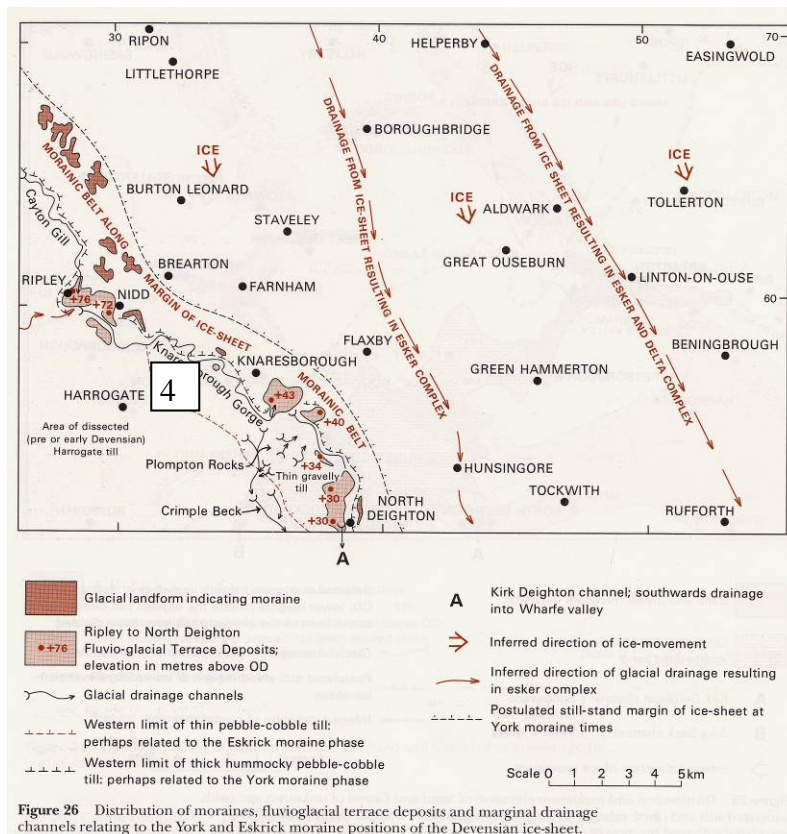 30
40
50
70
RIPON
HELPERBY
EASINGWOLD
LITTLETHORPE
DRAINAGE FROM ICE-SHEET RESULTING IN ESKER COMPLEX
DRAINAGE FROM ICE SHEET RESULTING IN ESKER AND DELTA COMPLEX
BOROUGHBRIDGE
MORAINIC BELT ALONG MARGIN OF ICE-SHEET
ICE
ICE
ICE
BURTON LEONARD
TOLLERTON
Cayton Gill
STAVELEY
ALDWARK
GREAT OUSEBURN
BREARTON
RIPLEY
FARNHAM
LINTON-ON-OUSE
+76
+72
NIDD
60
FLAXBY
BENINGBROUGH
Knaresborough Gorge
KNARESBOROUGH
MORAINIC BELT
4
GREEN HAMMERTON
HARROGATE
+43
+40
Area of dissected
(pre or early Devensian)
Harrogate till
Plompton Rocks
+34
Thin gravelly
till
HUNSINGORE
+30
TOCKWITH
Crimple Beck
NORTH
DEIGHTON
+30
RUFFORTH
A
Glacial landform indicating moraine
Ripley to North Deighton
Fluvio-glacial Terrace Deposits;
+76 elevation in metres above OD
Glacial drainage channels
Western limit of thin pebble-cobble
till: perhaps related to the Eskrick moraine phase
Western limit of thick hummocky pebble-cobble
till: perhaps related to the York moraine phase
A Kirk Deighton channel; southwards drainage
into Wharfe valley
Inferred direction of ice-movement
Inferred direction of glacial drainage resulting
in esker complex
Postulated still-stand margin of ice-sheet at
York moraine times
Scale 0 1 2 3 4 5km
Figure 26 Distribution of moraines, fluvioglacial terrace deposits and marginal drainage
channels relating to the York and Eskrick moraine positions of the Devensian ice-sheet.